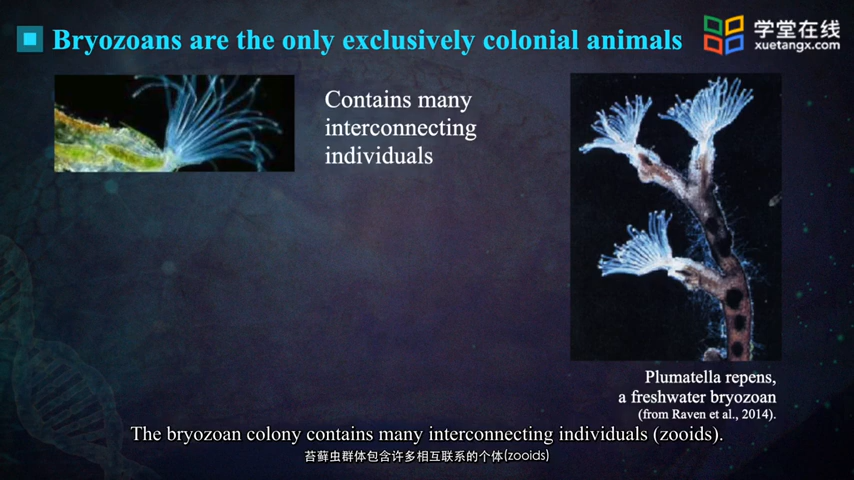 Bryozoans are the only exclusively colonial animals
学堂在线
xuetangx.com
Contains many
interconnecting
individuals
Plumatella repens,
a freshwater bryozoan
(from Raven et al., 2014).
The bryozoan colony contains many interconnecting individuals (zooids).
苔藓虫群体包含许多相互联系的个体(zooids)